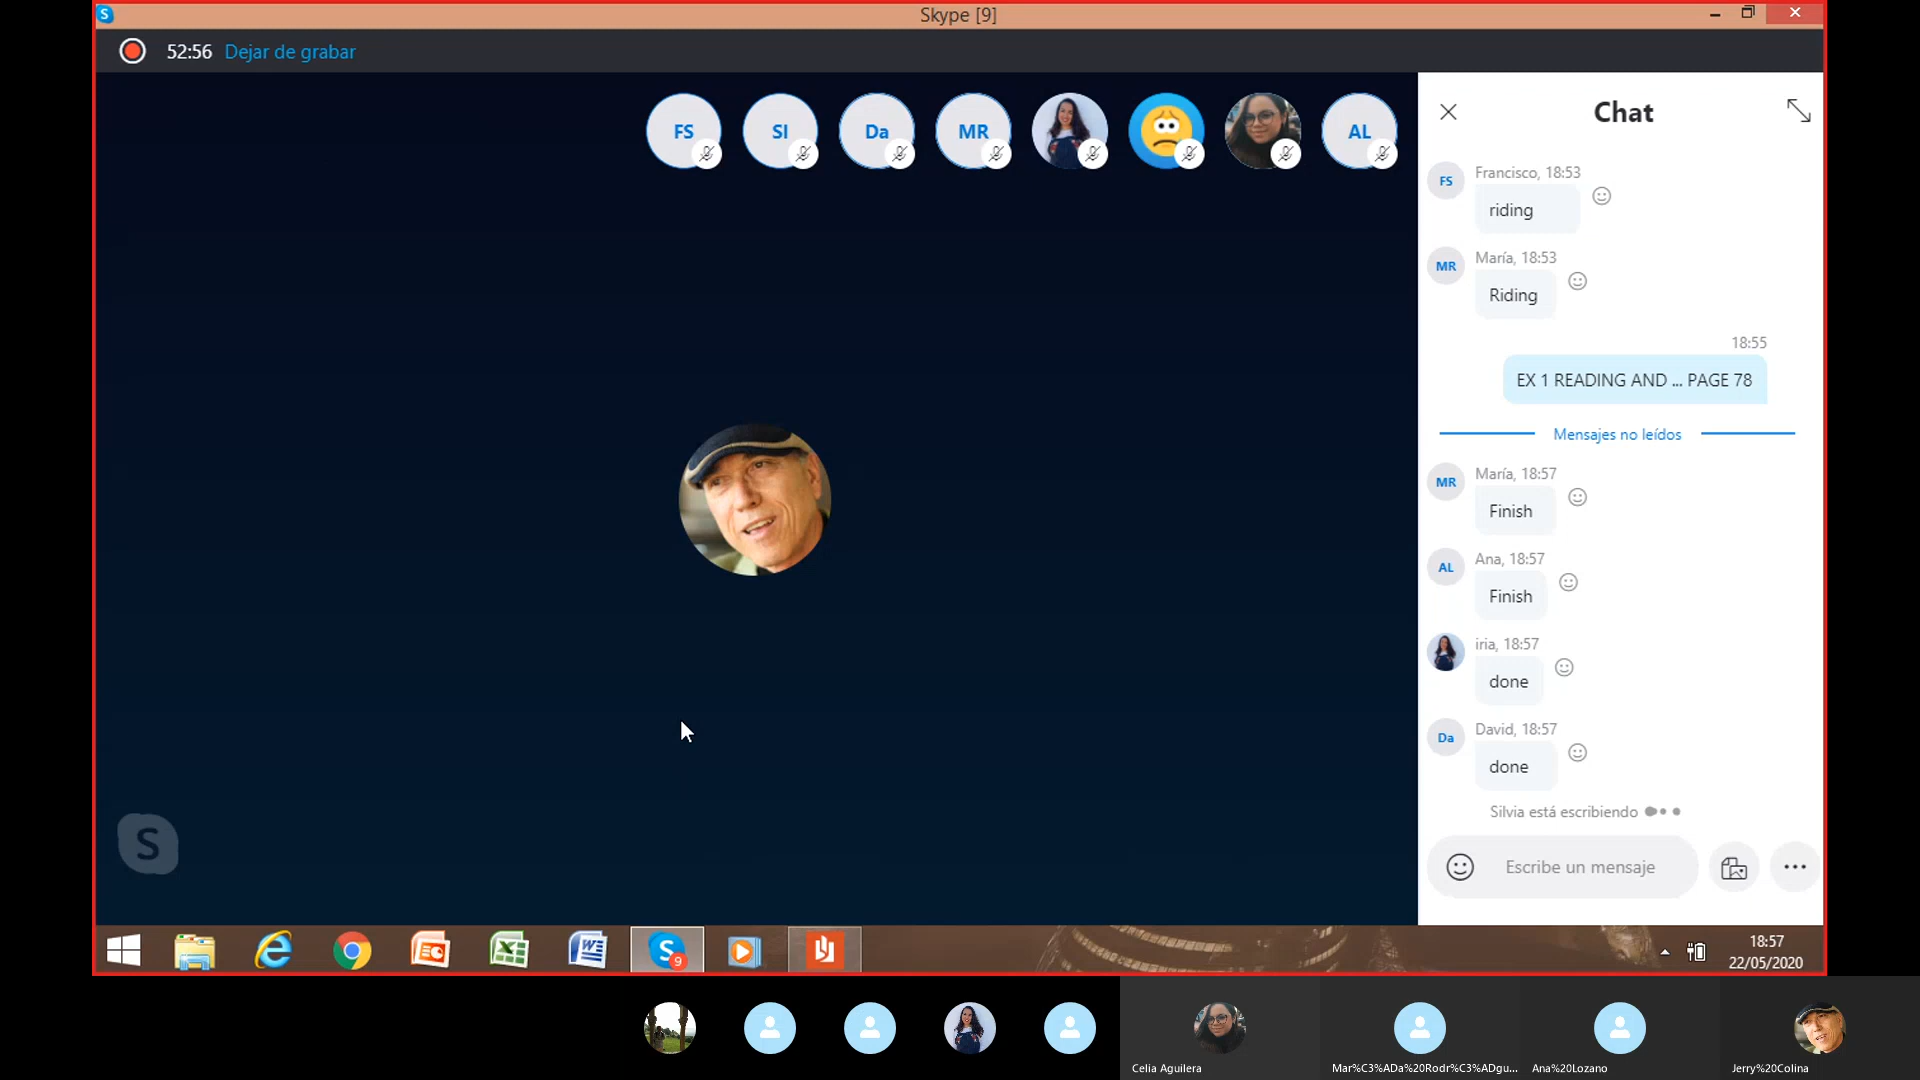 Skype [9]
52:56 Dejar de grabar
FS SI Da MR AL
Chat
Francisco, 18:53
FS
riding
María, 18:53
MR
Riding
18:55
EX 1 READING AND ... PAGE 78
Mensajes no leídos
María, 18:57
MR
Finish
Ana, 18:57
AL
Finish
iria, 18:57
done
David, 18:57
Da
done
Silvia está escribiendo
Escribe un mensaje
9
18:57
22/05/2020
Celia Aguilera
Mar%C3%ADa%20Rodr%C3%ADgu...
Ana%20Lozano
Jerry%20Colina